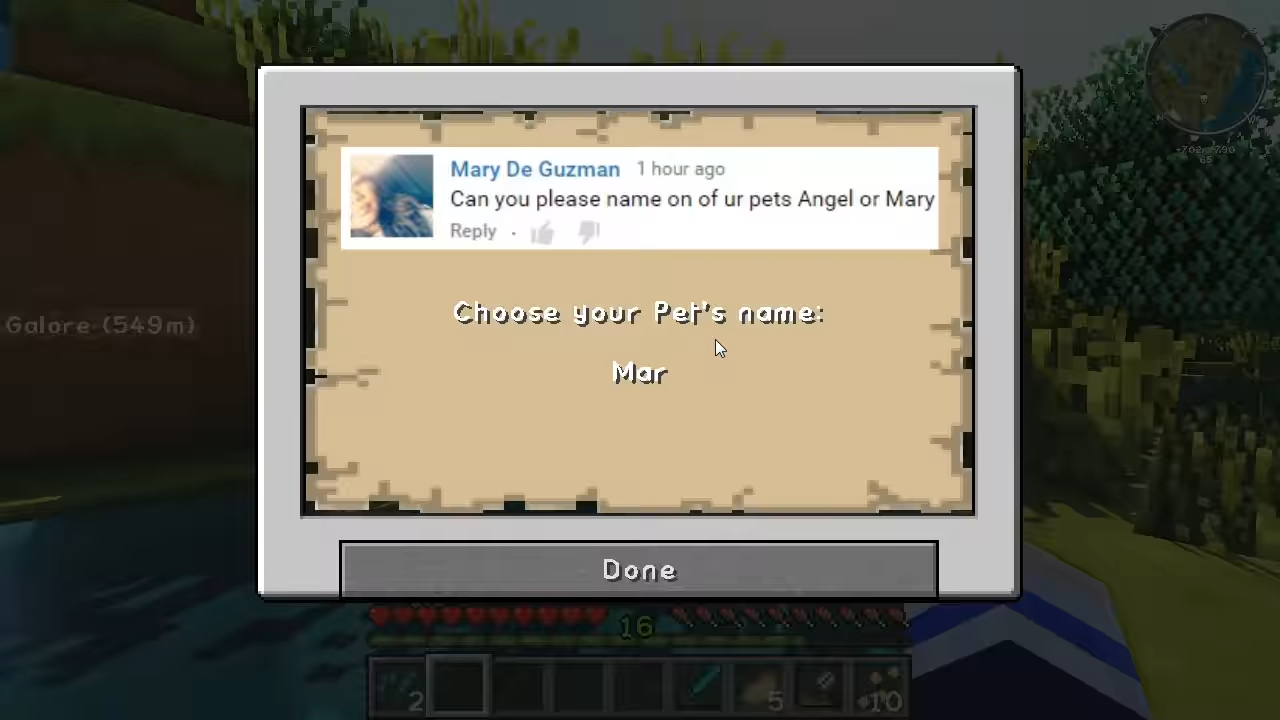 Mary De Guzman 1 hour ago
Can you please name on of ur pets Angel or Mary
Reply ·
Choose your Pet's name:
Galore (549m)
Mar
Done
16
2 5 10